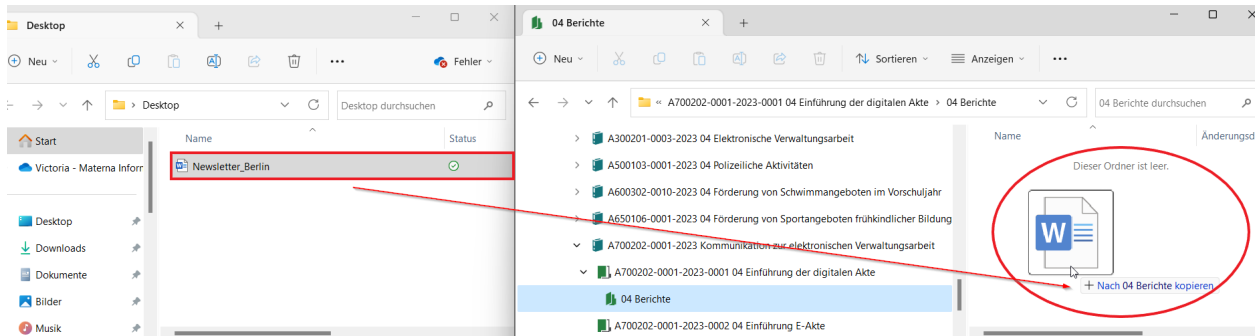 Desktop
Neu
Fehler
Desktop
Desktop durchsuchen
Start
Victoria - Materna Inforr
Desktop
Downloads
Dokumente
Bilder
Musik
Name
Status
Newsletter_Berlin
04 Berichte
Neu
Sortieren
Anzeigen
« A700202-0001-2023-0001 04 Einführung der digitalen Akte > 04 Berichte
04 Berichte durchsuchen
A300201-0003-2023 04 Elektronische Verwaltungsarbeit
A500103-0001-2023 04 Polizeiliche Aktivitäten
A600302-0010-2023 04 Förderung von Schwimmangeboten im Vorschuljahr
A650106-0001-2023 04 Förderung von Sportangeboten frühkindlicher Bildung
A700202-0001-2023 Kommunikation zur elektronischen Verwaltungsarbeit
A700202-0001-2023-0001 04 Einführung der digitalen Akte
04 Berichte
A700202-0001-2023-0002 04 Einführung E-Akte
Name
Änderungsd
Dieser Ordner ist leer.
W
+ Nach 04 Berichte kopieren